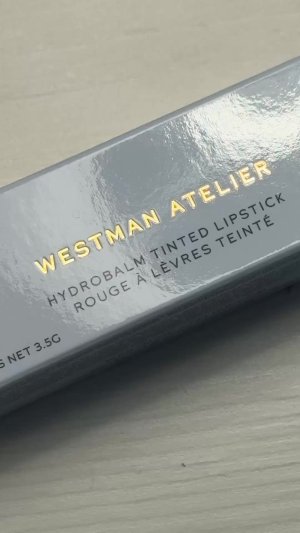 WESTMAN ATELIER
HYDROBALM TINTED LIPSTICK
ROUGE À LÈVRES TEINTÉ
NET 3.5G